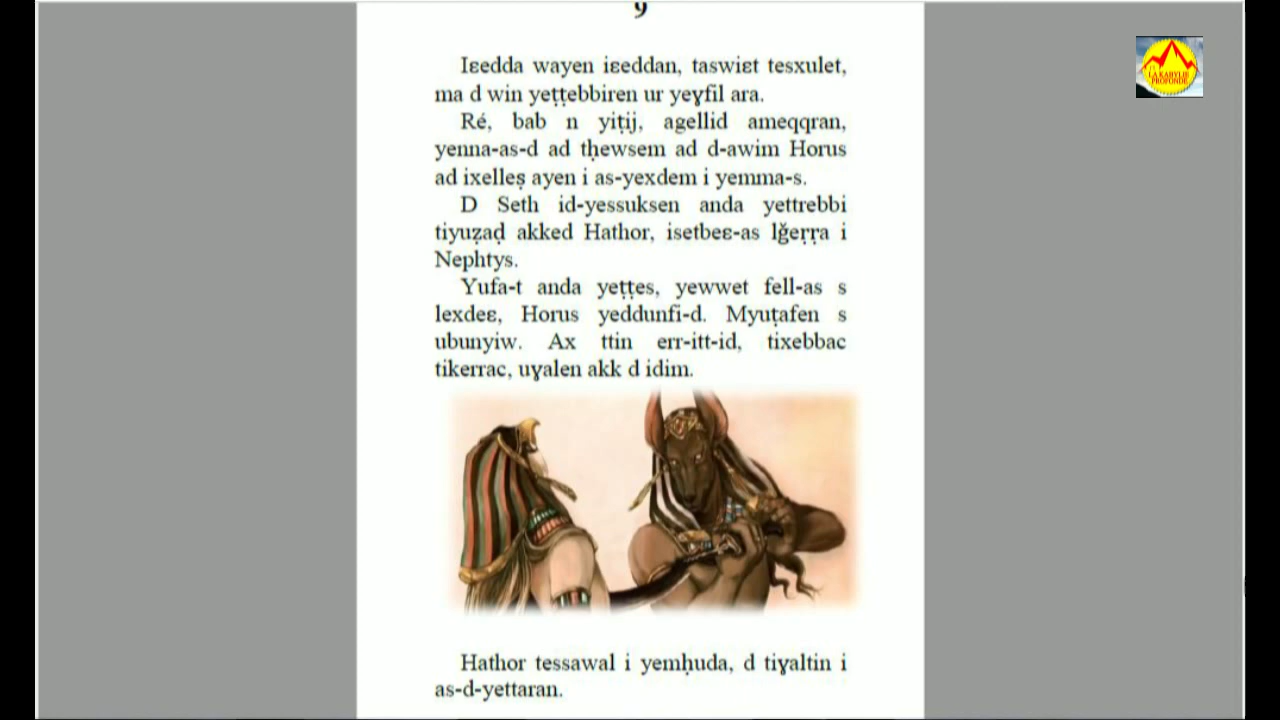 9
Iɛedda wayen iɛeddan, taswiɛt tesxulet,
ma d win yeṭṭebbiren ur yeɣfil ara.
Ré, bab n yiṭij, agellid ameqqran,
yenna-as-d ad tḥewsem ad d-awim Horus
ad ixelleṣ ayen i as-yexdem i yemma-s.
D Seth id-yessuksen anda yettrebbi
tiyuẓaḍ akked Hathor, isetbeɛ-as lǧeṛṛa i
Nephtys.
Yufa-t anda yeṭṭes, yewwet fell-as s
lexdeɛ, Horus yeddunfi-d. Myuṭafen s
ubunyiw. Ax ttin err-itt-id, tixebbac
tikerrac, uɣalen akk d idim.
Hathor tessawal i yemḥuda, d tiɣaltin i
as-d-yettaran.
LA KABYLIE
PROFONDE